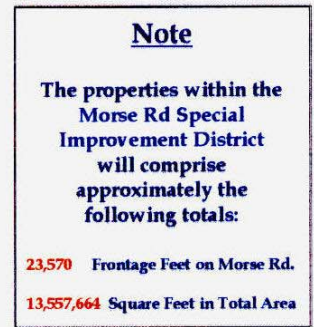 Note
The properties within the
Morse Rd Special
Improvement District
will comprise
approximately the
following totals:
23,570 Frontage Feet on Morse Rd.
13,557,664 Square Feet in Total Area